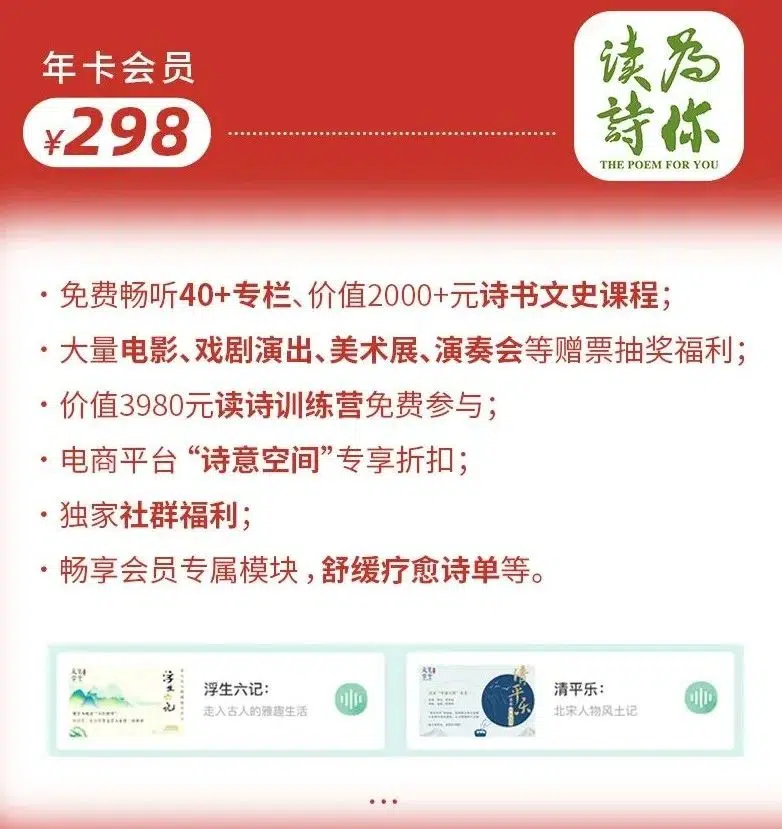 年卡会员
¥298
为你
读诗
THE POEM FOR YOU
· 免费畅听40+专栏、价值2000+元诗书文史课程；
· 大量电影、戏剧演出、美术展、演奏会等赠票抽奖福利；
· 价值3980元读诗训练营免费参与；
· 电商平台“诗意空间”专享折扣；
· 独家社群福利；
· 畅享会员专属模块，舒缓疗愈诗单等。
浮生六记
浮生六记：
走入古人的雅趣生活
清平乐
清平乐：
北宋人物风土记
...